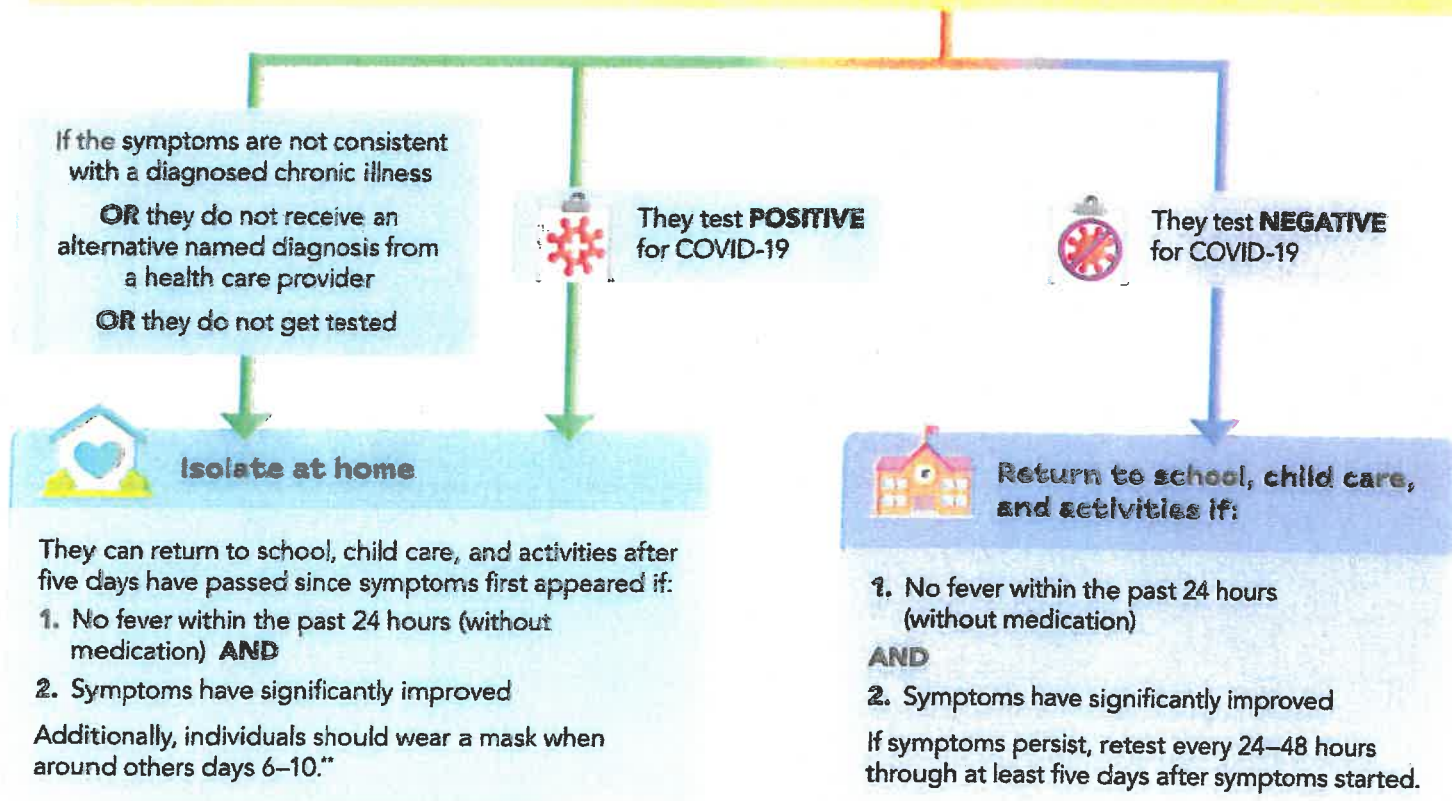 If the symptoms are not consistent
with a diagnosed chronic illness
OR they do not receive an
alternative named diagnosis from
a health care provider
OR they do not get tested
They test POSITIVE
for COVID-19
They test NEGATIVE
for COVID-19
Isolate at home
They can return to school, child care, and activities after
five days have passed since symptoms first appeared if:
1. No fever within the past 24 hours (without
medication) AND
2. Symptoms have significantly improved
Additionally, individuals should wear a mask when
around others days 6–10.**
Return to school, child care,
and activities if:
1. No fever within the past 24 hours
(without medication)
AND
2. Symptoms have significantly improved
If symptoms persist, retest every 24–48 hours
through at least five days after symptoms started.